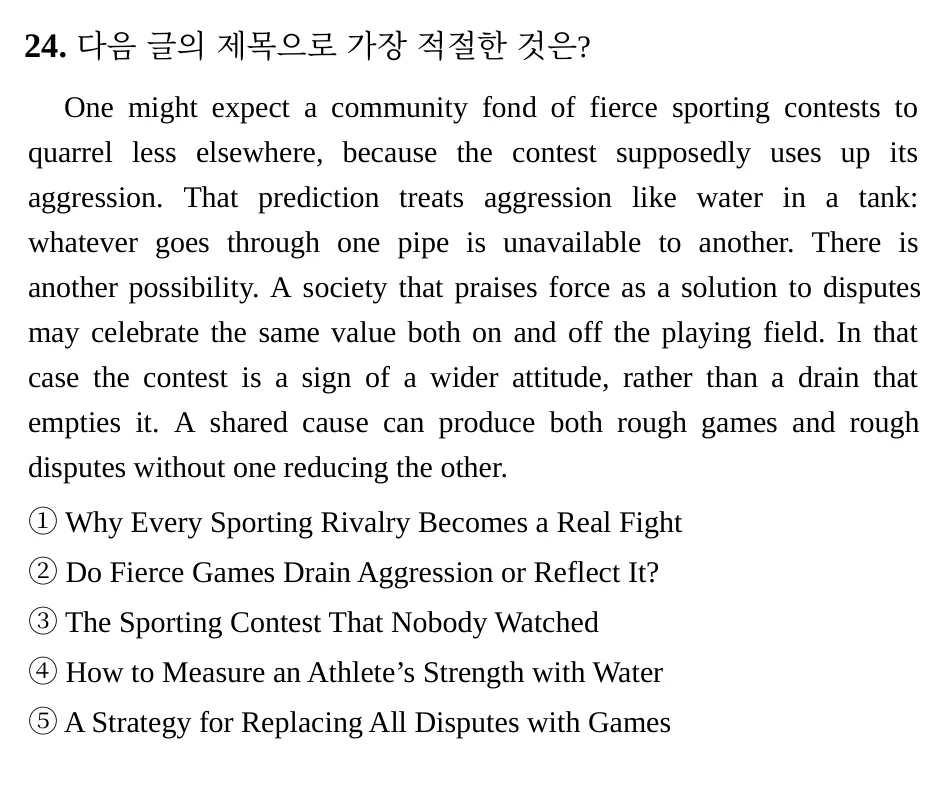 24. 다음 글의 제목으로 가장 적절한 것은?
One might expect a community fond of fierce sporting contests to
quarrel less elsewhere, because the contest supposedly uses up its
aggression. That prediction treats aggression like water in a tank:
whatever goes through one pipe is unavailable to another. There is
another possibility. A society that praises force as a solution to disputes
may celebrate the same value both on and off the playing field. In that
case the contest is a sign of a wider attitude, rather than a drain that
empties it. A shared cause can produce both rough games and rough
disputes without one reducing the other.
① Why Every Sporting Rivalry Becomes a Real Fight
② Do Fierce Games Drain Aggression or Reflect It?
③ The Sporting Contest That Nobody Watched
④ How to Measure an Athlete’s Strength with Water
⑤ A Strategy for Replacing All Disputes with Games